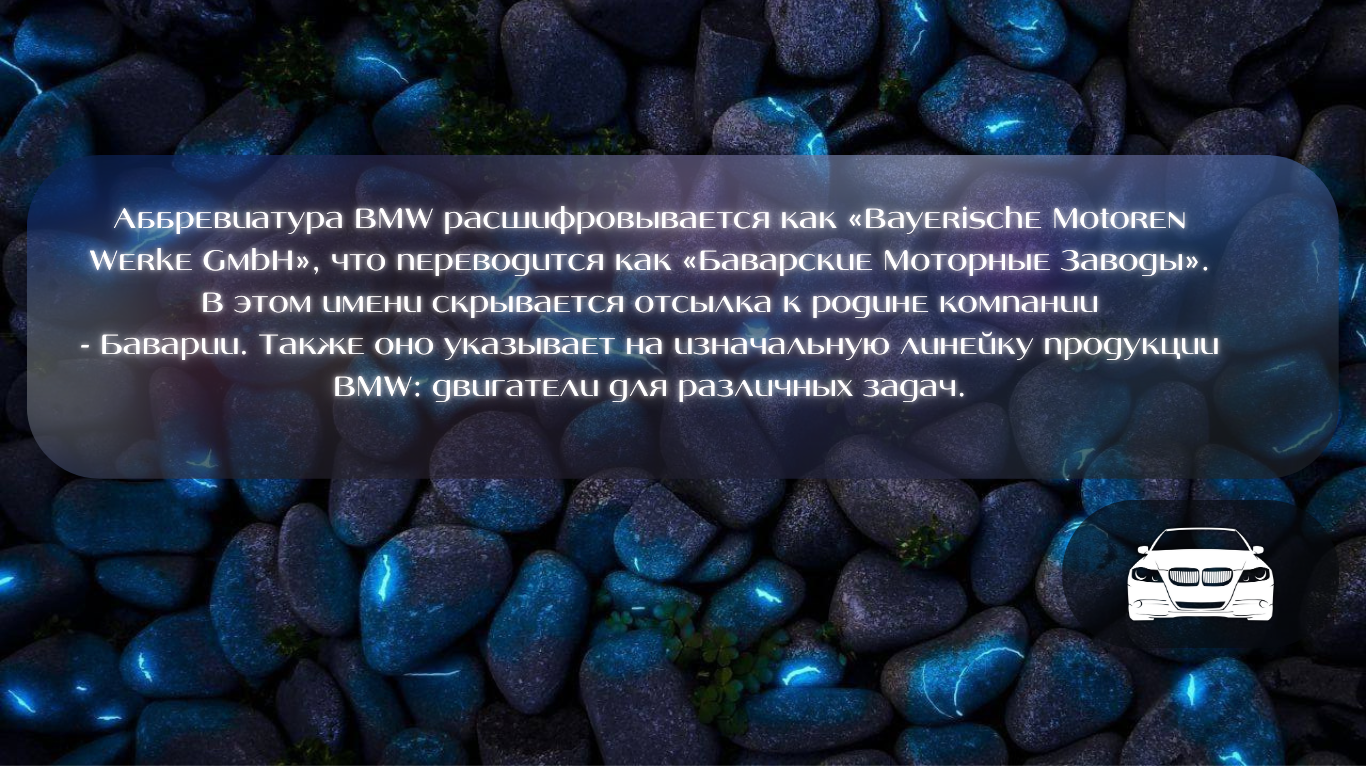 Аббревиатура BMW расшифровывается как «Bayerische Motoren
Werke GmbH», что переводится как «Баварские Моторные Заводы».
В этом имени скрывается отсылка к родине компании
- Баварии. Также оно указывает на изначальную линейку продукции
BMW: двигатели для различных задач.